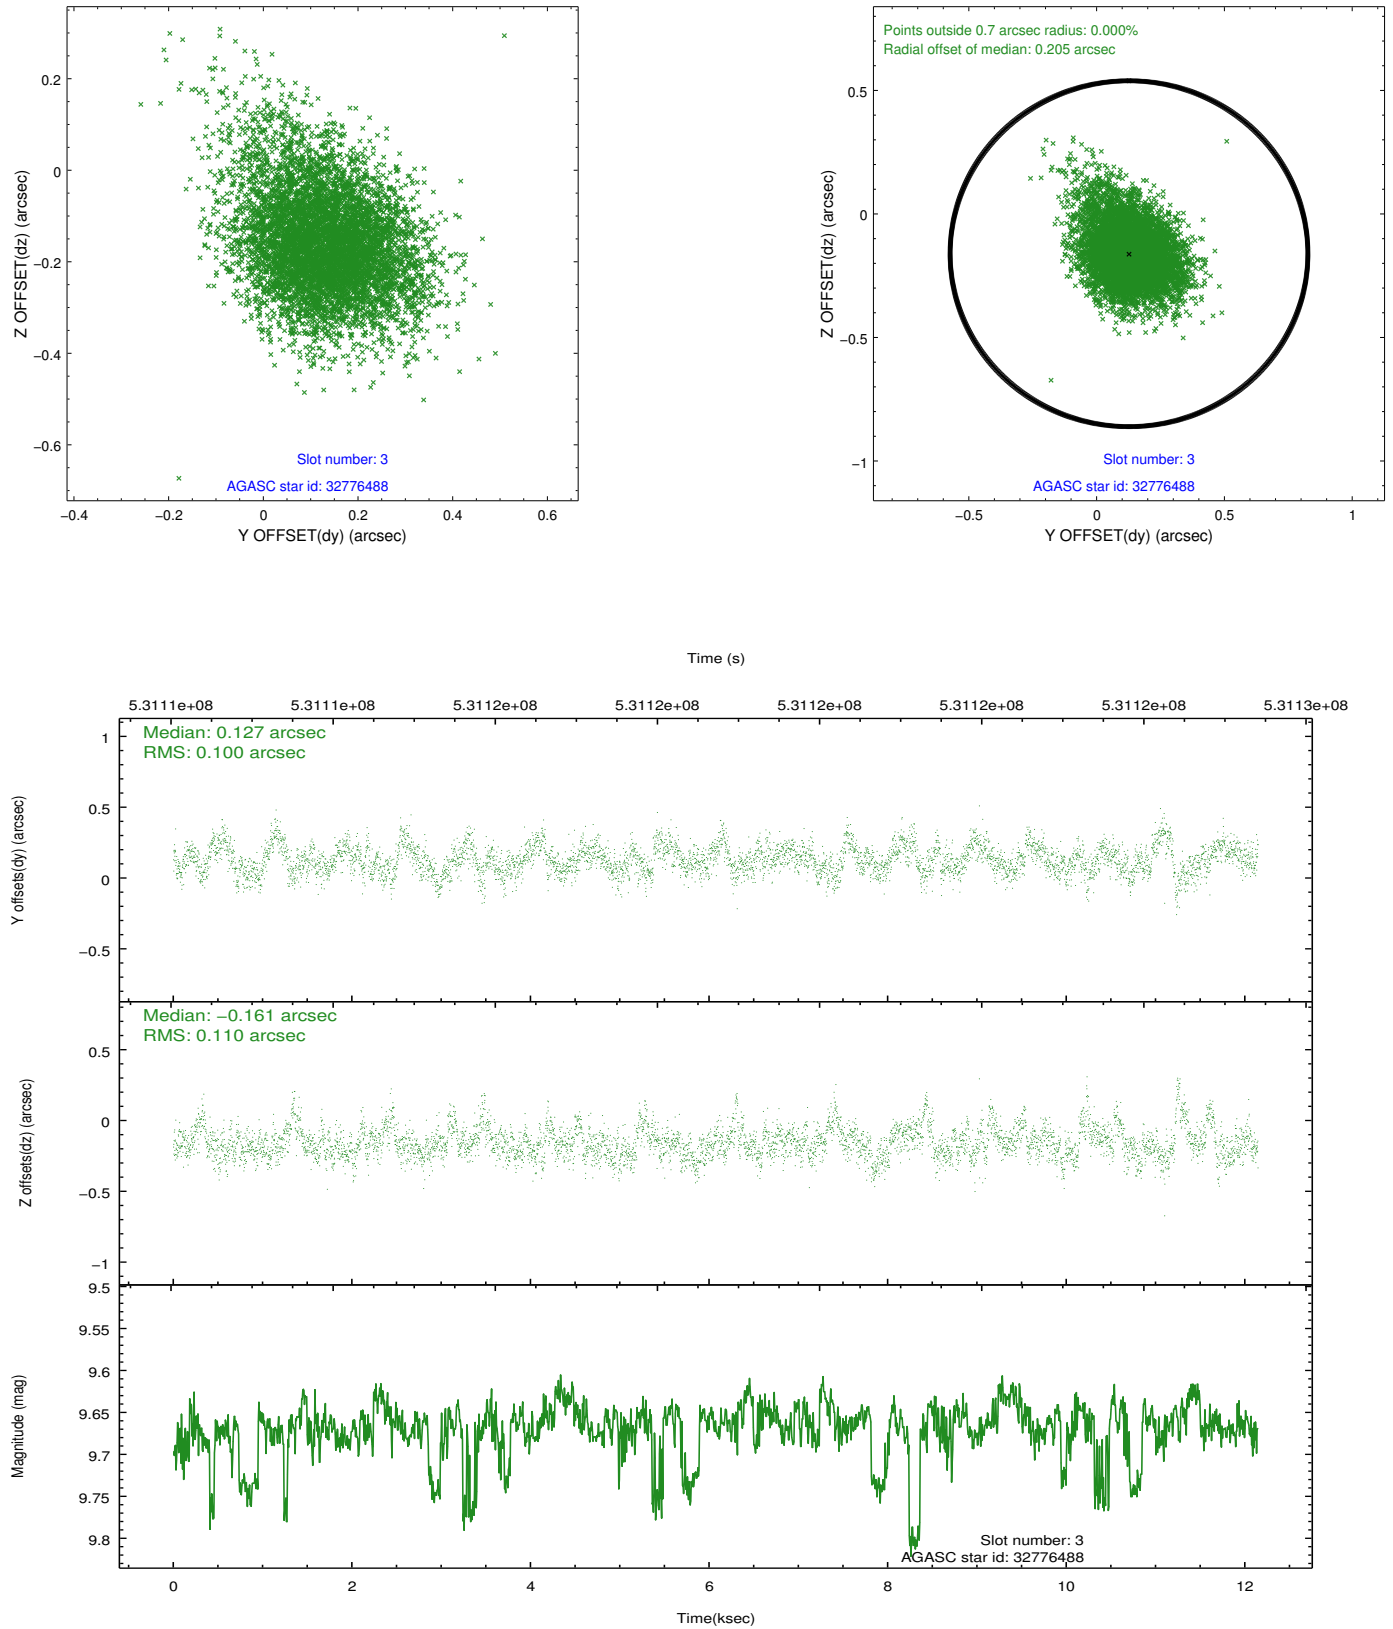 0.2
0
−0.2
−0.4
−0.6
Z OFFSET(dz) (arcsec)
Slot number: 3
AGASC star id: 32776488
−0.4
−0.2
0
0.2
0.4
0.6
Y OFFSET(dy) (arcsec)
Points outside 0.7 arcsec radius: 0.000%
Radial offset of median: 0.205 arcsec
0.5
0
−0.5
−1
Z OFFSET(dz) (arcsec)
Slot number: 3
AGASC star id: 32776488
−0.5
0
0.5
1
Y OFFSET(dy) (arcsec)
Time (s)
5.3111e+08
5.3111e+08
5.3112e+08
5.3112e+08
5.3112e+08
5.3112e+08
5.3112e+08
5.3113e+08
Median: 0.127 arcsec
RMS: 0.100 arcsec
1
0.5
0
−0.5
Y offsets(dy) (arcsec)
Median: −0.161 arcsec
RMS: 0.110 arcsec
0.5
0
−0.5
−1
Z offsets(dz) (arcsec)
9.5
9.55
9.6
9.65
9.7
9.75
9.8
Magnitude (mag)
Slot number: 3
AGASC star id: 32776488
0
2
4
6
8
10
12
Time(ksec)